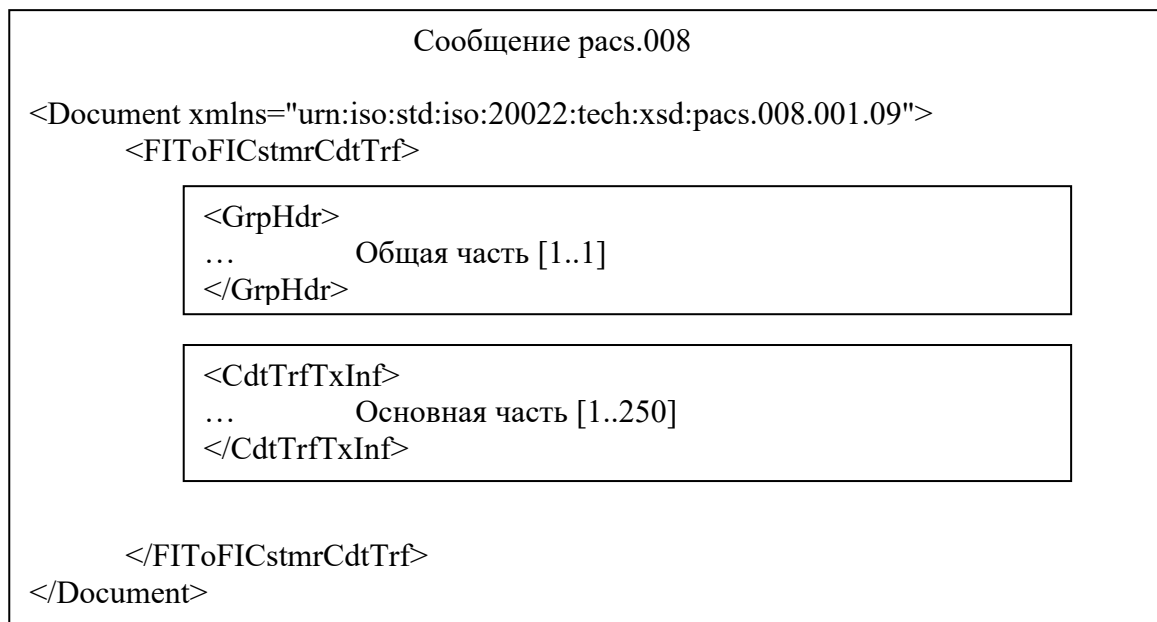 Сообщение pacs.008
<Document xmlns="urn:iso:std:iso:20022:tech:xsd:pacs.008.001.09">
<FIToFICstmrCdtTrf>
<GrpHdr>
… Общая часть [1..1]
</GrpHdr>
<CdtTrfTxInf>
… Основная часть [1..250]
</CdtTrfTxInf>
</FIToFICstmrCdtTrf>
</Document>